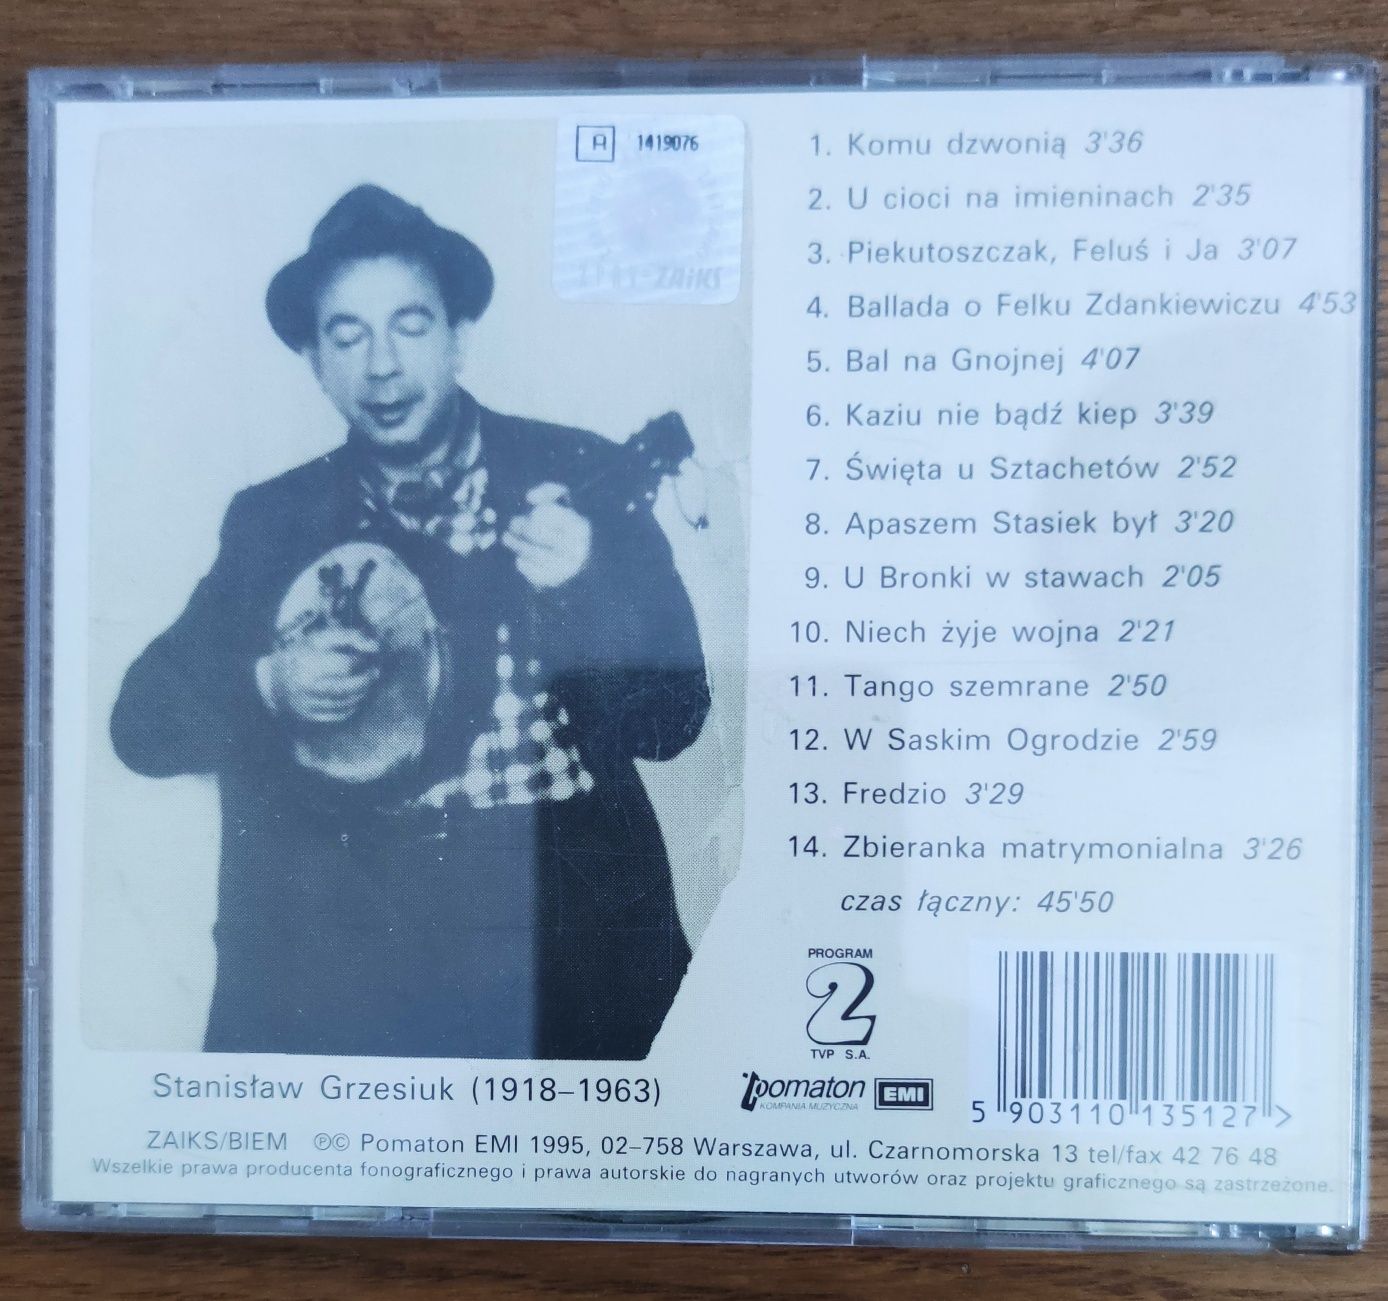 A 1419076
ZAiKS
1. Komu dzwonią 3'36
2. U cioci na imieninach 2'35
3. Piekutoszczak, Feluś i Ja 3'07
4. Ballada o Felku Zdankiewiczu 4'53
5. Bal na Gnojnej 4'07
6. Kaziu nie bądź kiep 3'39
7. Święta u Sztachetów 2'52
8. Apaszem Stasiek był 3'20
9. U Bronki w stawach 2'05
10. Niech żyje wojna 2'21
11. Tango szemrane 2'50
12. W Saskim Ogrodzie 2'59
13. Fredzio 3'29
14. Zbieranka matrymonialna 3'26
czas łączny: 45'50
PROGRAM
2
TVP S.A.
pomaton EMI
KOMPANIA MUZYCZNA
5 903110 135127 >
Stanisław Grzesiuk (1918–1963)
ZAIKS/BIEM ℗© Pomaton EMI 1995, 02–758 Warszawa, ul. Czarnomorska 13 tel/fax 42 76 48
Wszelkie prawa producenta fonograficznego i prawa autorskie do nagranych utworów oraz projektu graficznego są zastrzeżone.